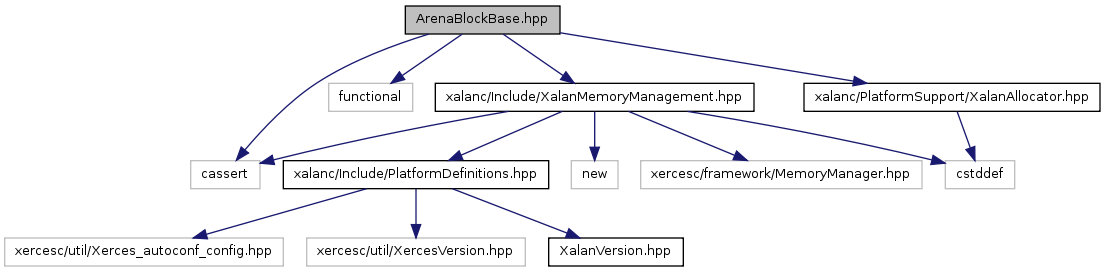 ArenaBlockBase.hpp
functional
xalanc/Include/XalanMemoryManagement.hpp
xalanc/PlatformSupport/XalanAllocator.hpp
cassert
xalanc/Include/PlatformDefinitions.hpp
new
xercesc/framework/MemoryManager.hpp
cstddef
xercesc/util/Xerces_autoconf_config.hpp
xercesc/util/XercesVersion.hpp
XalanVersion.hpp